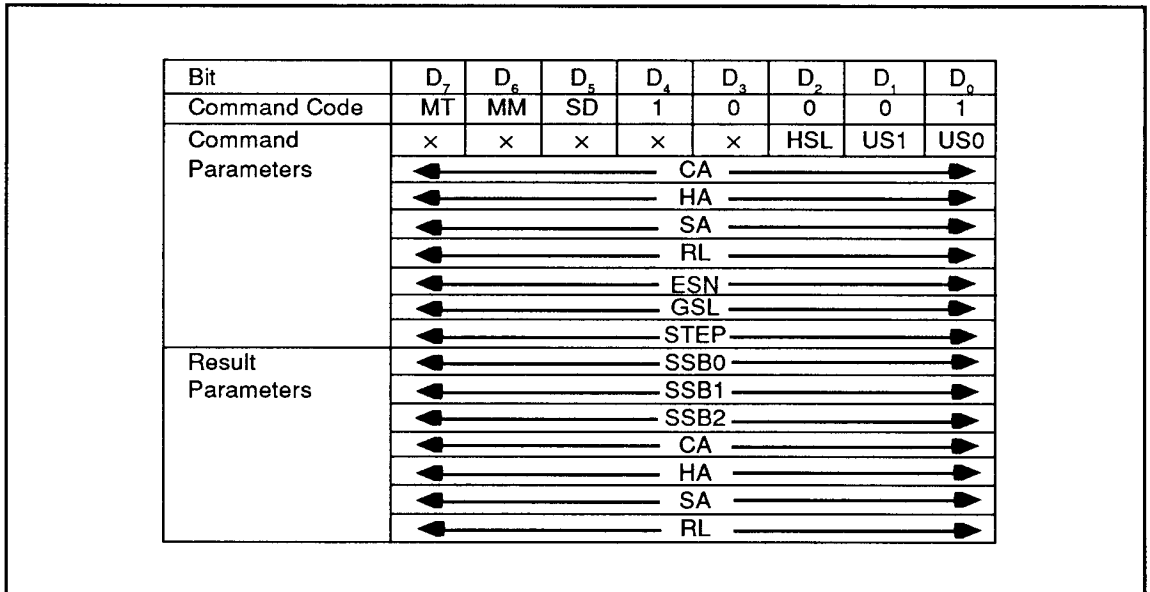 Bit D7 D6 D5 D4 D3 D2 D1 D0
Command Code MT MM SD 1 0 0 0 1
Command × × × × × HSL US1 US0
Parameters CA
HA
SA
RL
ESN
GSL
STEP
Result SSB0
Parameters SSB1
SSB2
CA
HA
SA
RL